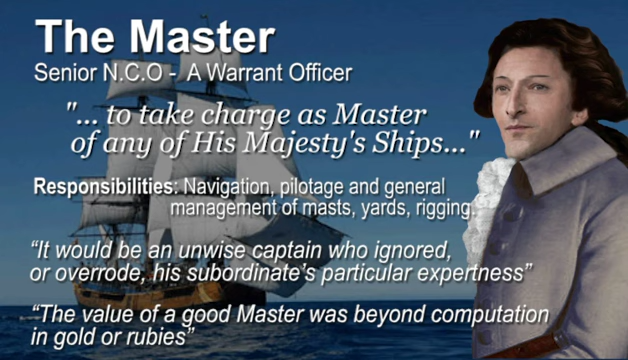 The Master
Senior N.C.O - A Warrant Officer
"... to take charge as Master
of any of His Majesty's Ships..."
Responsibilities: Navigation, pilotage and general
management of masts, yards, rigging.
“It would be an unwise captain who ignored,
or overrode, his subordinate's particular expertness”
“The value of a good Master was beyond computation
in gold or rubies”